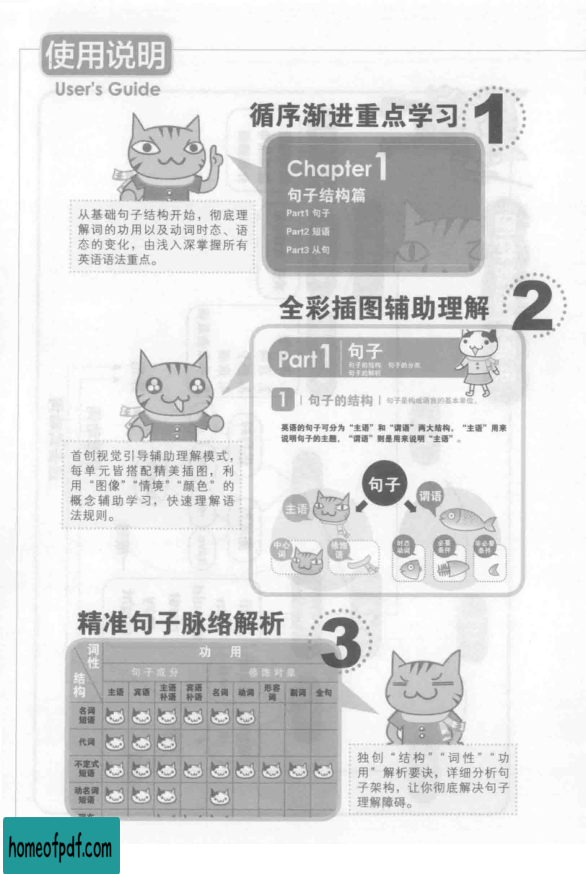 使用说明
User's Guide
循序渐进重点学习 1
Chapter 1
句子结构篇
Part1 句子
Part2 短语
Part3 从句
从基础句子结构开始，彻底理
解词的功用以及动词时态、语
态的变化，由浅入深掌握所有
英语语法重点。
全彩插图辅助理解 2
Part 1 句子
句子的结构 句子的分类
句子的解析
1 句子的结构 句子是构成语言的基本单位。
英语的句子可分为“主语”和“谓语”两大结构，“主语”用来
说明句子的主题，“谓语”则是用来说明“主语”。
句子
主语
谓语
中心词
修饰语
时态动词
必要条件
非必要条件
首创视觉引导辅助理解模式，
每单元皆搭配精美插图，利
用“图像”“情境”“颜色”的
概念辅助学习，快速理解语
法规则。
精准句子脉络解析 3
词性
结构
功用
句子成分 修饰对象
主语 宾语 主语补语 宾语补语 名词 动词 形容词 副词 全句
名词短语
代词
不定式短语
动名词短语
独创“结构”“词性”“功
用”解析要诀，详细分析句
子架构，让你彻底解决句子
理解障碍。
homeofpdf.com